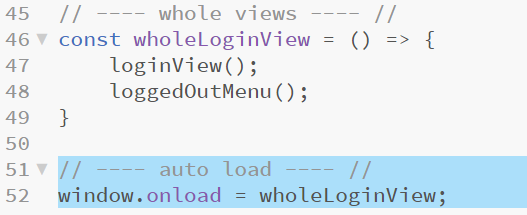 45 // ---- whole views ---- //
46 const wholeLoginView = () => {
47     loginView();
48     loggedOutMenu();
49 }
50
51 // ---- auto load ---- //
52 window.onload = wholeLoginView;